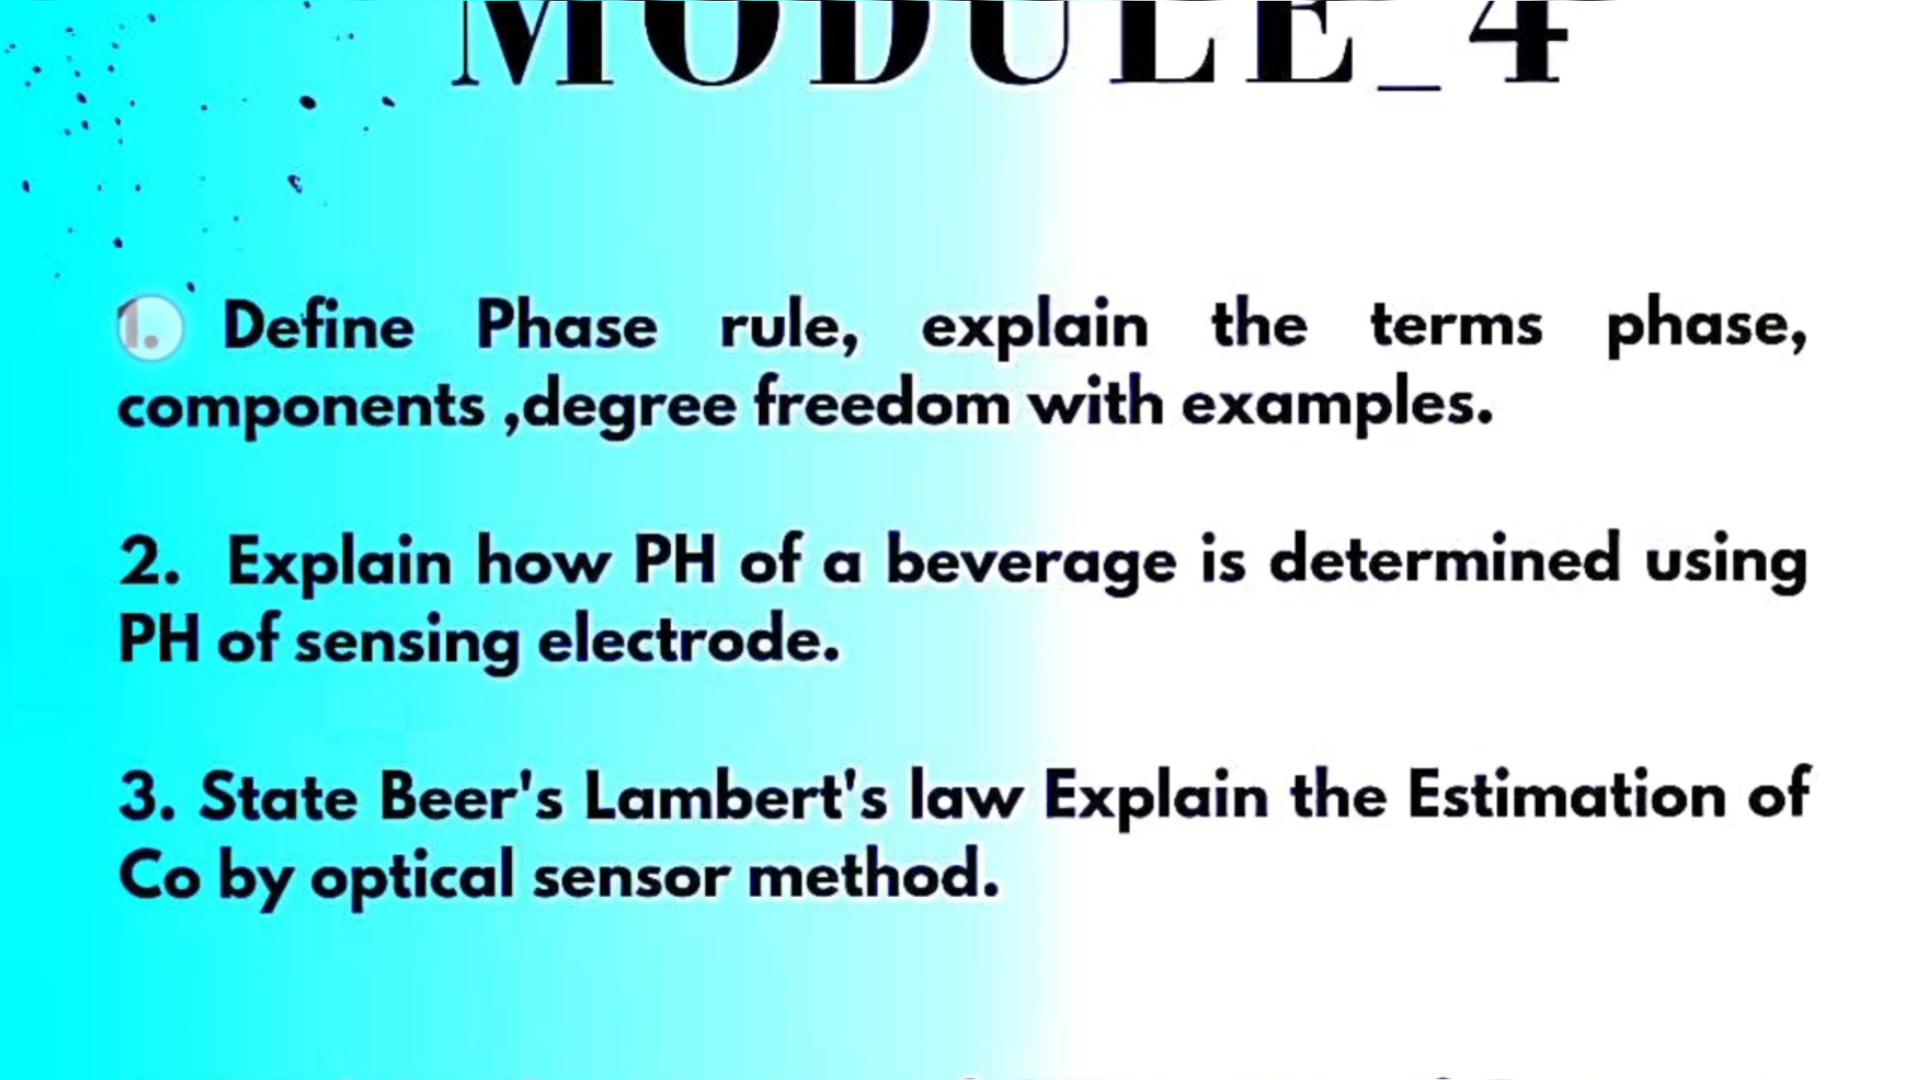 MODULE_4
1. Define Phase rule, explain the terms phase,
components ,degree freedom with examples.
2. Explain how PH of a beverage is determined using
PH of sensing electrode.
3. State Beer's Lambert's law Explain the Estimation of
Co by optical sensor method.